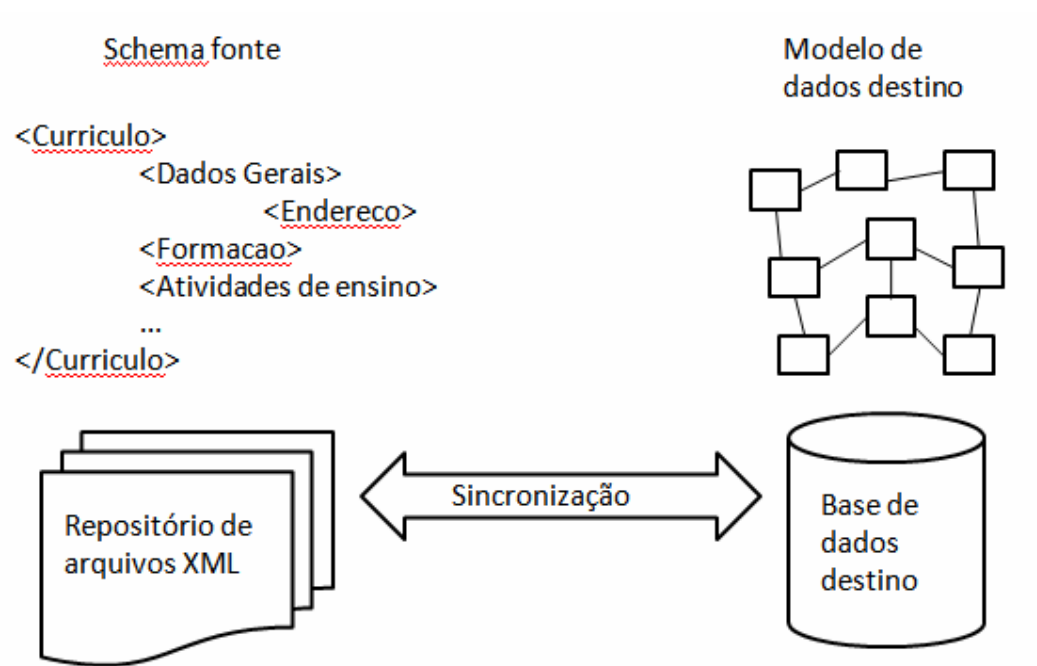 Schema fonte
<Curriculo>
<Dados Gerais>
<Endereco>
<Formacao>
<Atividades de ensino>
...
</Curriculo>
Modelo de
dados destino
Repositório de
arquivos XML
Sincronização
Base de
dados
destino